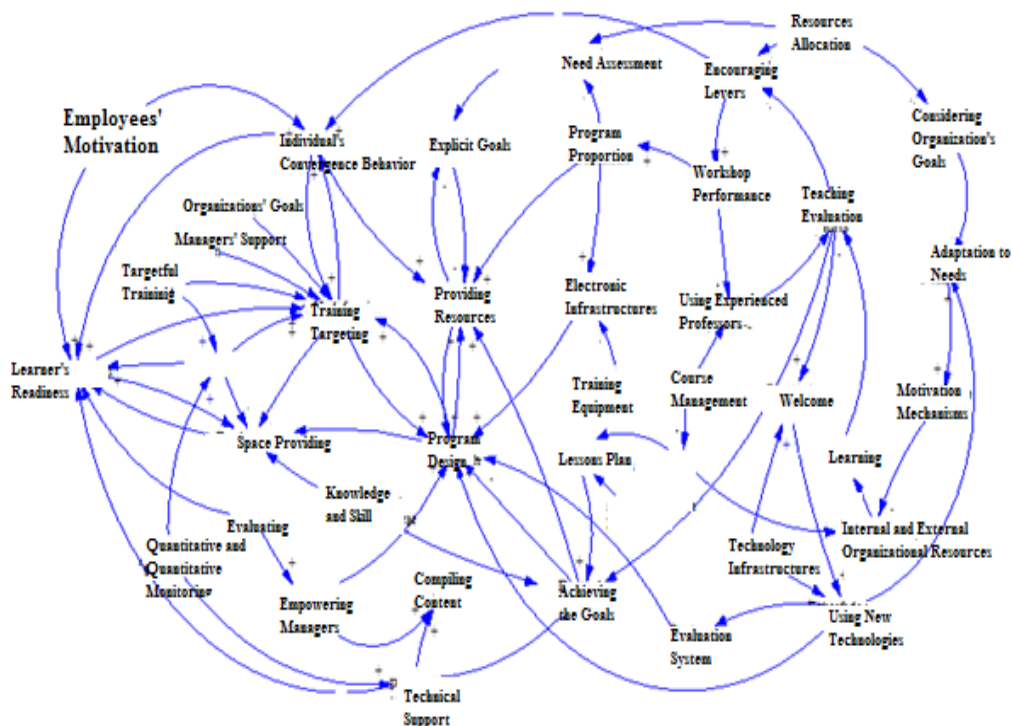 Resources
Allocation
Need Assessment
Encouraging
Levers
Employees'
Motivation
Considering
Organization's
Goals
Individual's
Convergence Behavior
Explicit Goals
Program
Proportion
Workshop
Performance
Teaching
Evaluation
Organizations' Goals
Managers' Support
Targetful
Training
Adaptation to
Needs
Providing
Resources
Electronic
Infrastructures
Using Experienced
Professors
Training
Targeting
Learner's
Readiness
Training
Equipment
Course
Management
Welcome
Motivation
Mechanisms
Space Providing
Program
Design
Lessons Plan
Learning
Knowledge
and Skill
Evaluating
Quantitative and
Quantitative
Monitoring
Technology
Infrastructures
Internal and External
Organizational Resources
Compiling
Content
Empowering
Managers
Achieving
the Goals
Evaluation
System
Using New
Technologies
Technical
Support